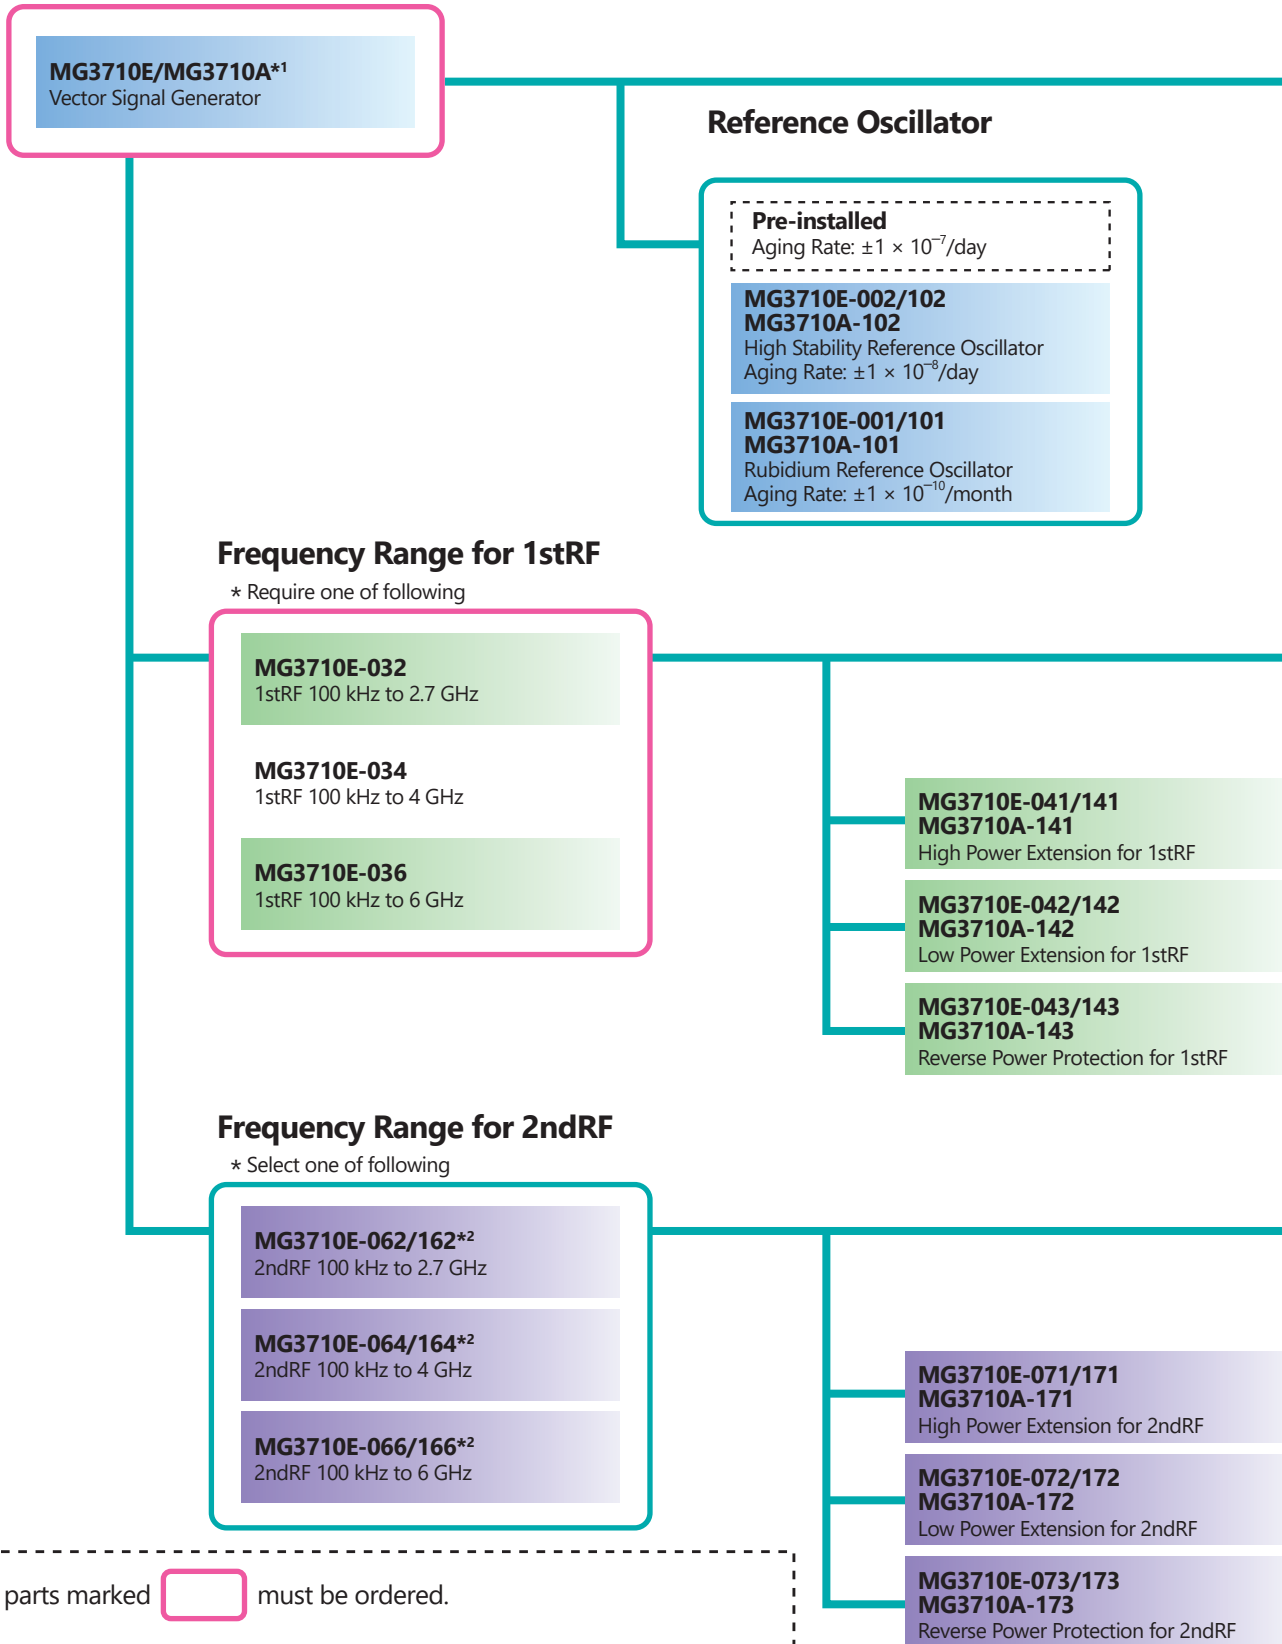 MG3710E/MG3710A*1
Vector Signal Generator
Reference Oscillator
Pre-installed
Aging Rate: ±1 × 10–7/day
MG3710E-002/102
MG3710A-102
High Stability Reference Oscillator
Aging Rate: ±1 × 10–8/day
MG3710E-001/101
MG3710A-101
Rubidium Reference Oscillator
Aging Rate: ±1 × 10–10/month
Frequency Range for 1stRF
* Require one of following
MG3710E-032
1stRF 100 kHz to 2.7 GHz
MG3710E-034
1stRF 100 kHz to 4 GHz
MG3710E-036
1stRF 100 kHz to 6 GHz
MG3710E-041/141
MG3710A-141
High Power Extension for 1stRF
MG3710E-042/142
MG3710A-142
Low Power Extension for 1stRF
MG3710E-043/143
MG3710A-143
Reverse Power Protection for 1stRF
Frequency Range for 2ndRF
* Select one of following
MG3710E-062/162*2
2ndRF 100 kHz to 2.7 GHz
MG3710E-064/164*2
2ndRF 100 kHz to 4 GHz
MG3710E-066/166*2
2ndRF 100 kHz to 6 GHz
MG3710E-071/171
MG3710A-171
High Power Extension for 2ndRF
MG3710E-072/172
MG3710A-172
Low Power Extension for 2ndRF
MG3710E-073/173
MG3710A-173
Reverse Power Protection for 2ndRF
parts marked must be ordered.